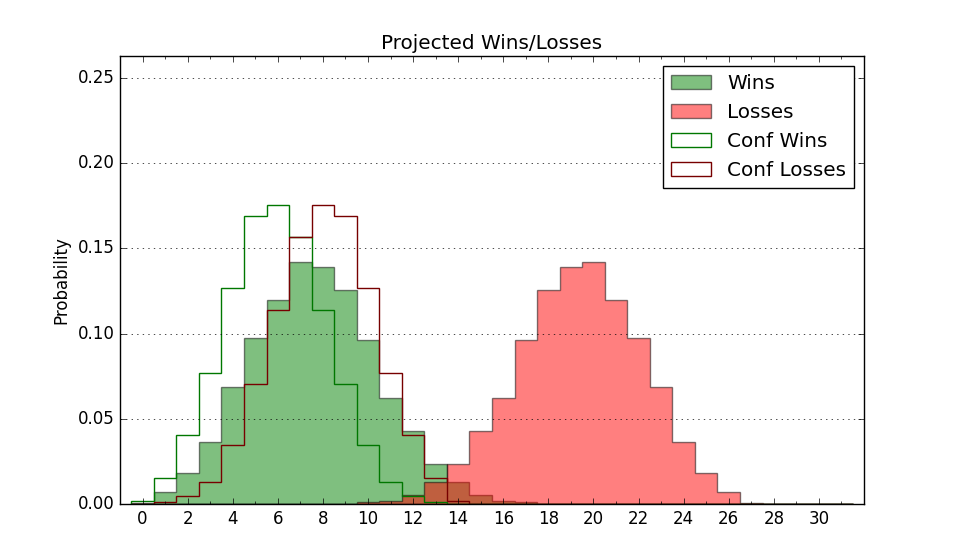 Projected Wins/Losses
Wins
Losses
Conf Wins
Conf Losses
Probability
0.25
0.20
0.15
0.10
0.05
0.00
0 2 4 6 8 10 12 14 16 18 20 22 24 26 28 30